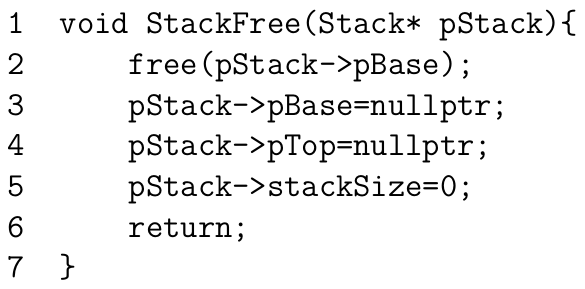 1 void StackFree(Stack* pStack){
2     free(pStack->pBase);
3     pStack->pBase=nullptr;
4     pStack->pTop=nullptr;
5     pStack->stackSize=0;
6     return;
7 }